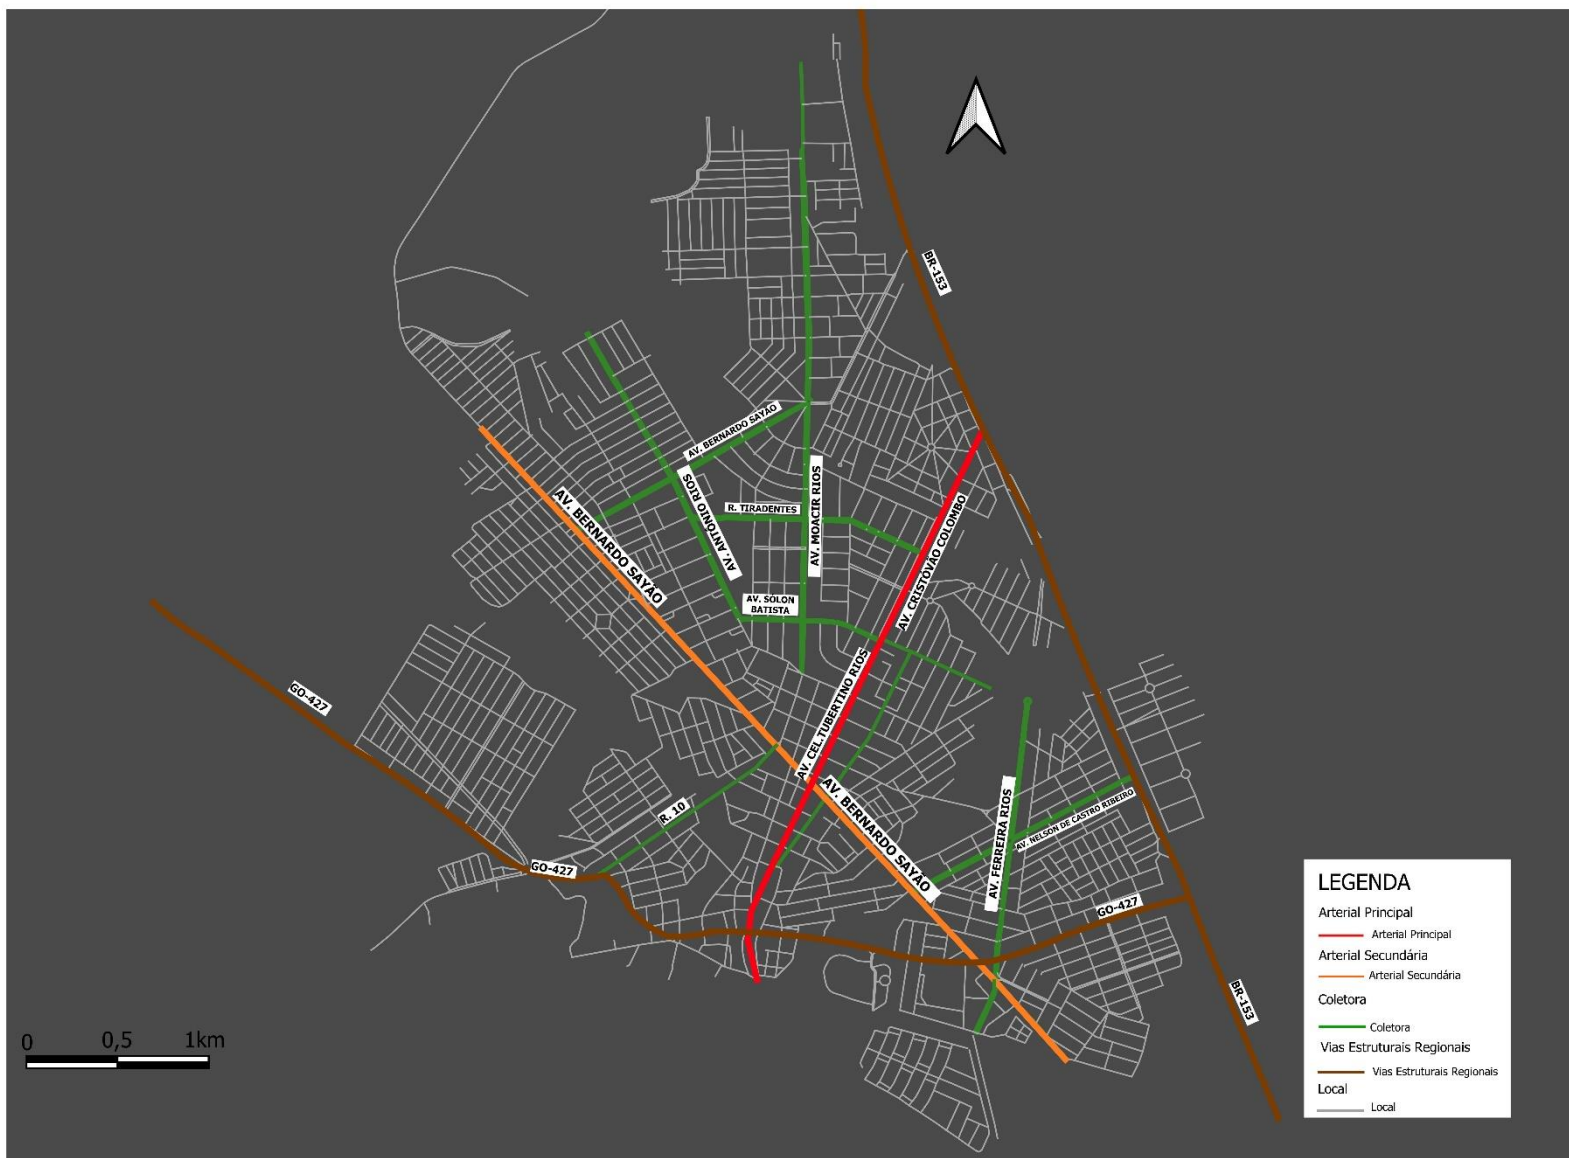 BR-153
AV. BERNARDO SAYAO
AV. ANTÔNIO RIOS
R. TIRADENTES
AV. MOACIR RIOS
AV. CRISTOVÃO COLOMBO
AV. BERNARDO SAYÃO
AV. SOLON
BATISTA
GO-427
AV. CEL.TUBERTINO RIOS
R. 10
AV. BERNARDO SAYÃO
AV. FERREIRA RIOS
AV. NELSON DE CASTRO RIBEIRO
GO-427
GO-427
BR-153
LEGENDA
Arterial Principal
Arterial Principal
Arterial Secundária
Arterial Secundária
Coletora
Coletora
Vias Estruturais Regionais
Vias Estruturais Regionais
Local
Local
0 0,5 1km